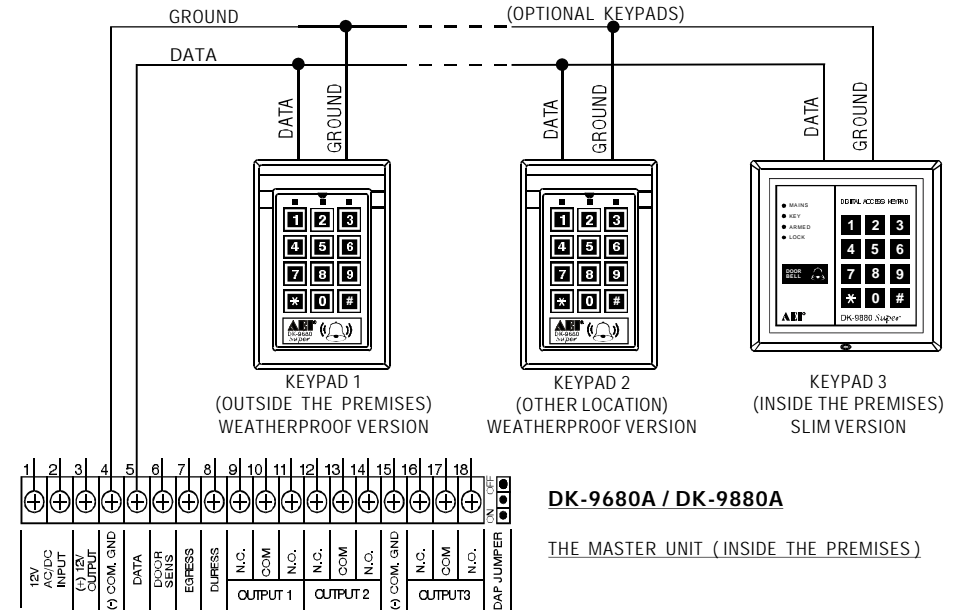 GROUND
(OPTIONAL KEYPADS)
DATA
DATA
GROUND
DATA
GROUND
DATA
GROUND
1 2 3
4 5 6
7 8 9
* 0 #
AEI®
DK-9680
Super
KEYPAD 1
(OUTSIDE THE PREMISES)
WEATHERPROOF VERSION
1 2 3
4 5 6
7 8 9
* 0 #
AEI®
DK-9680
Super
KEYPAD 2
(OTHER LOCATION)
WEATHERPROOF VERSION
MAINS
KEY
ARMED
LOCK
DOOR
BELL
AEI®
DIGITAL ACCESS KEYPAD
1 2 3
4 5 6
7 8 9
* 0 #
DK-9880 Super
KEYPAD 3
(INSIDE THE PREMISES)
SLIM VERSION
1 2 3 4 5 6 7 8 9 10 11 12 13 14 15 16 17 18
OFF
ON
12V
AC/DC
INPUT
(+) 12V
OUTPUT
(-) COM. GND
DATA
DOOR
SENS
EGRESS
DURESS
N.C.
COM
N.O.
OUTPUT 1
N.C.
COM
N.O.
OUTPUT 2
(-) COM. GND
N.C.
COM
N.O.
OUTPUT3
DAP JUMPER
DK-9680A / DK-9880A
THE MASTER UNIT (INSIDE THE PREMISES)